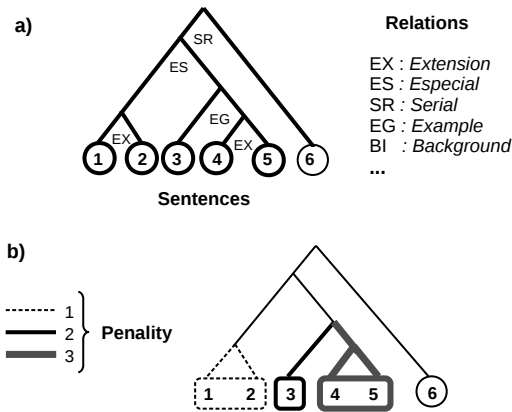 a)
Relations
SR
ES
EX : Extension
ES : Especial
SR : Serial
EG : Example
BI : Background
...
EG
EX
EX
1 2 3 4 5 6
Sentences
b)
1
2
3
Penality
1 2 3 4 5 6